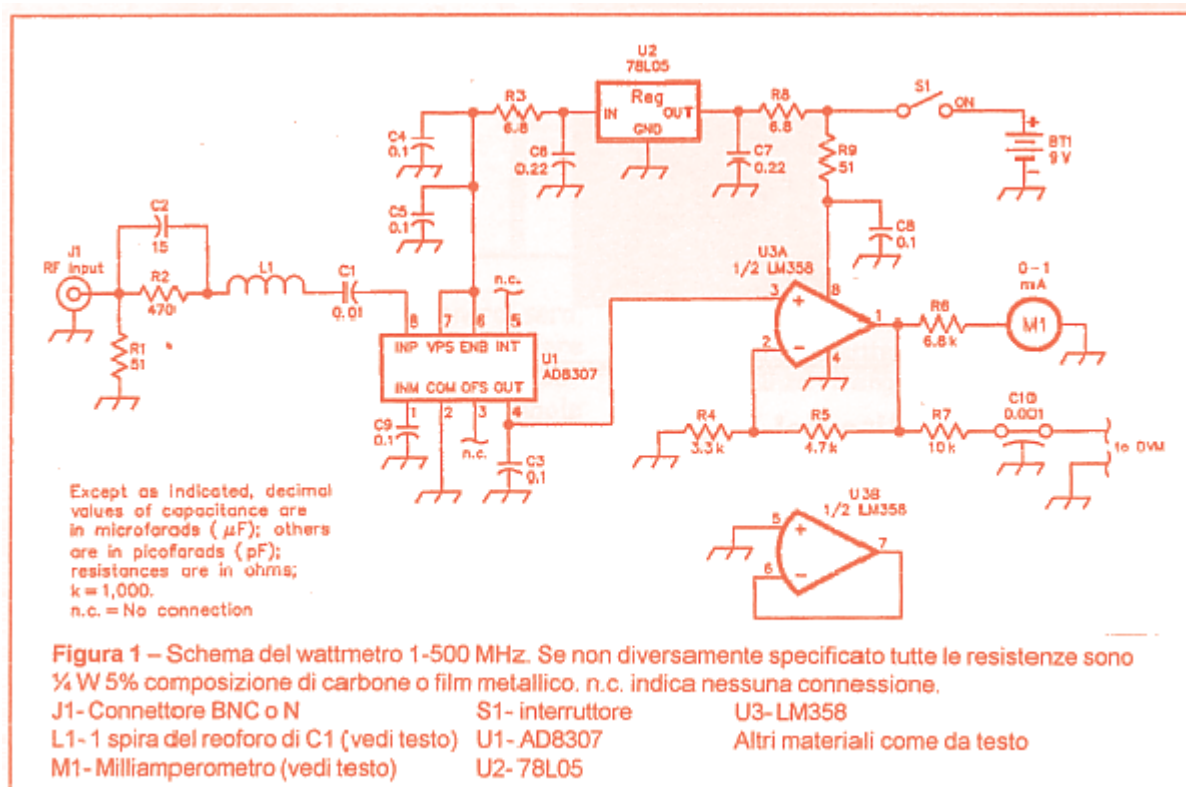 U2
78L05
R3
6.8
IN
Reg
OUT
GND
R8
6.8
S1
ON
C4
0.1
C6
0.22
C7
0.22
R9
51
+
BT1
9 V
-
C5
0.1
C8
0.1
C2
15
J1
RF Input
R2
470
L1
C1
0.01
R1
51
n.c.
8 7 6 5
INP VPS ENB INT
INM COM OFS OUT
1 2 3 4
U1
AD8307
C9
0.1
n.c.
C3
0.1
U3A
1/2 LM358
3 +
8
1
2 -
4
R6
6.8 k
0-1
mA
M1
R4
3.3 k
R5
4.7k
R7
10k
C10
0.001
to DVM
U3B
1/2 LM358
5 +
7
6 -
Except as indicated, decimal
values of capacitance are
in microfarads ( µF); others
are in picofarads ( pF);
resistances are in ohms;
k = 1,000.
n.c. = No connection
Figura 1 – Schema del wattmetro 1-500 MHz. Se non diversamente specificato tutte le resistenze sono
¼ W 5% composizione di carbone o film metallico. n.c. indica nessuna connessione.
J1- Connettore BNC o N S1- interruttore U3- LM358
L1- 1 spira del reoforo di C1 (vedi testo) U1- AD8307 Altri materiali come da testo
M1- Milliamperometro (vedi testo) U2- 78L05